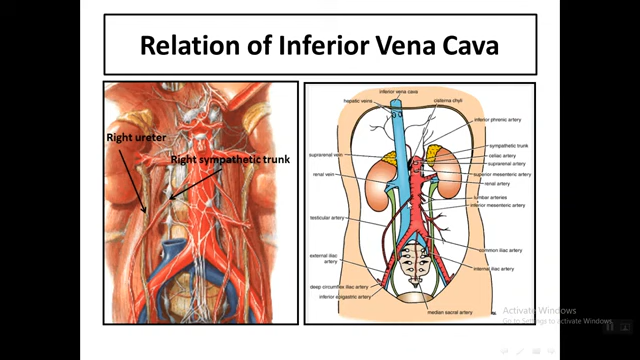 Relation of Inferior Vena Cava
Right ureter
Right sympathetic trunk
inferior vena cava
hepatic veins
cisterna chyli
inferior phrenic artery
sympathetic trunk
celiac artery
suprarenal artery
suprarenal vein
superior mesenteric artery
renal vein
renal artery
lumbar arteries
inferior mesenteric artery
testicular artery
common iliac artery
external iliac
artery
internal iliac artery
deep circumflex iliac artery
inferior epigastric artery
median sacral artery
Activate Windows
Go to Settings to activate Windows.